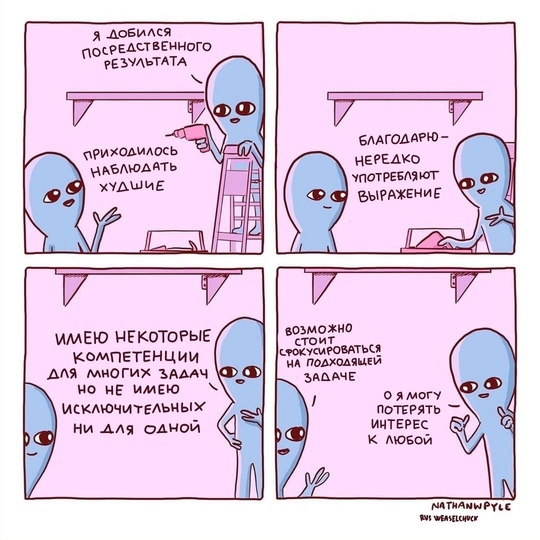 Я ДОБИЛСЯ
ПОСРЕДСТВЕННОГО
РЕЗУЛЬТАТА
ПРИХОДИЛОСЬ
НАБЛЮДАТЬ
ХУДШИЕ
БЛАГОДАРЮ –
НЕРЕДКО
УПОТРЕБЛЯЮТ
ВЫРАЖЕНИЕ
ИМЕЮ НЕКОТОРЫЕ
КОМПЕТЕНЦИИ
ДЛЯ МНОГИХ ЗАДАЧ
НО НЕ ИМЕЮ
ИСКЛЮЧИТЕЛЬНЫХ
НИ ДЛЯ ОДНОЙ
ВОЗМОЖНО
СТОИТ
СФОКУСИРОВАТЬСЯ
НА ПОДХОДЯЩЕЙ
ЗАДАЧЕ
О Я МОГУ
ПОТЕРЯТЬ
ИНТЕРЕС
К ЛЮБОЙ
NATHANWPYLE
RUS WEASELCHUCK